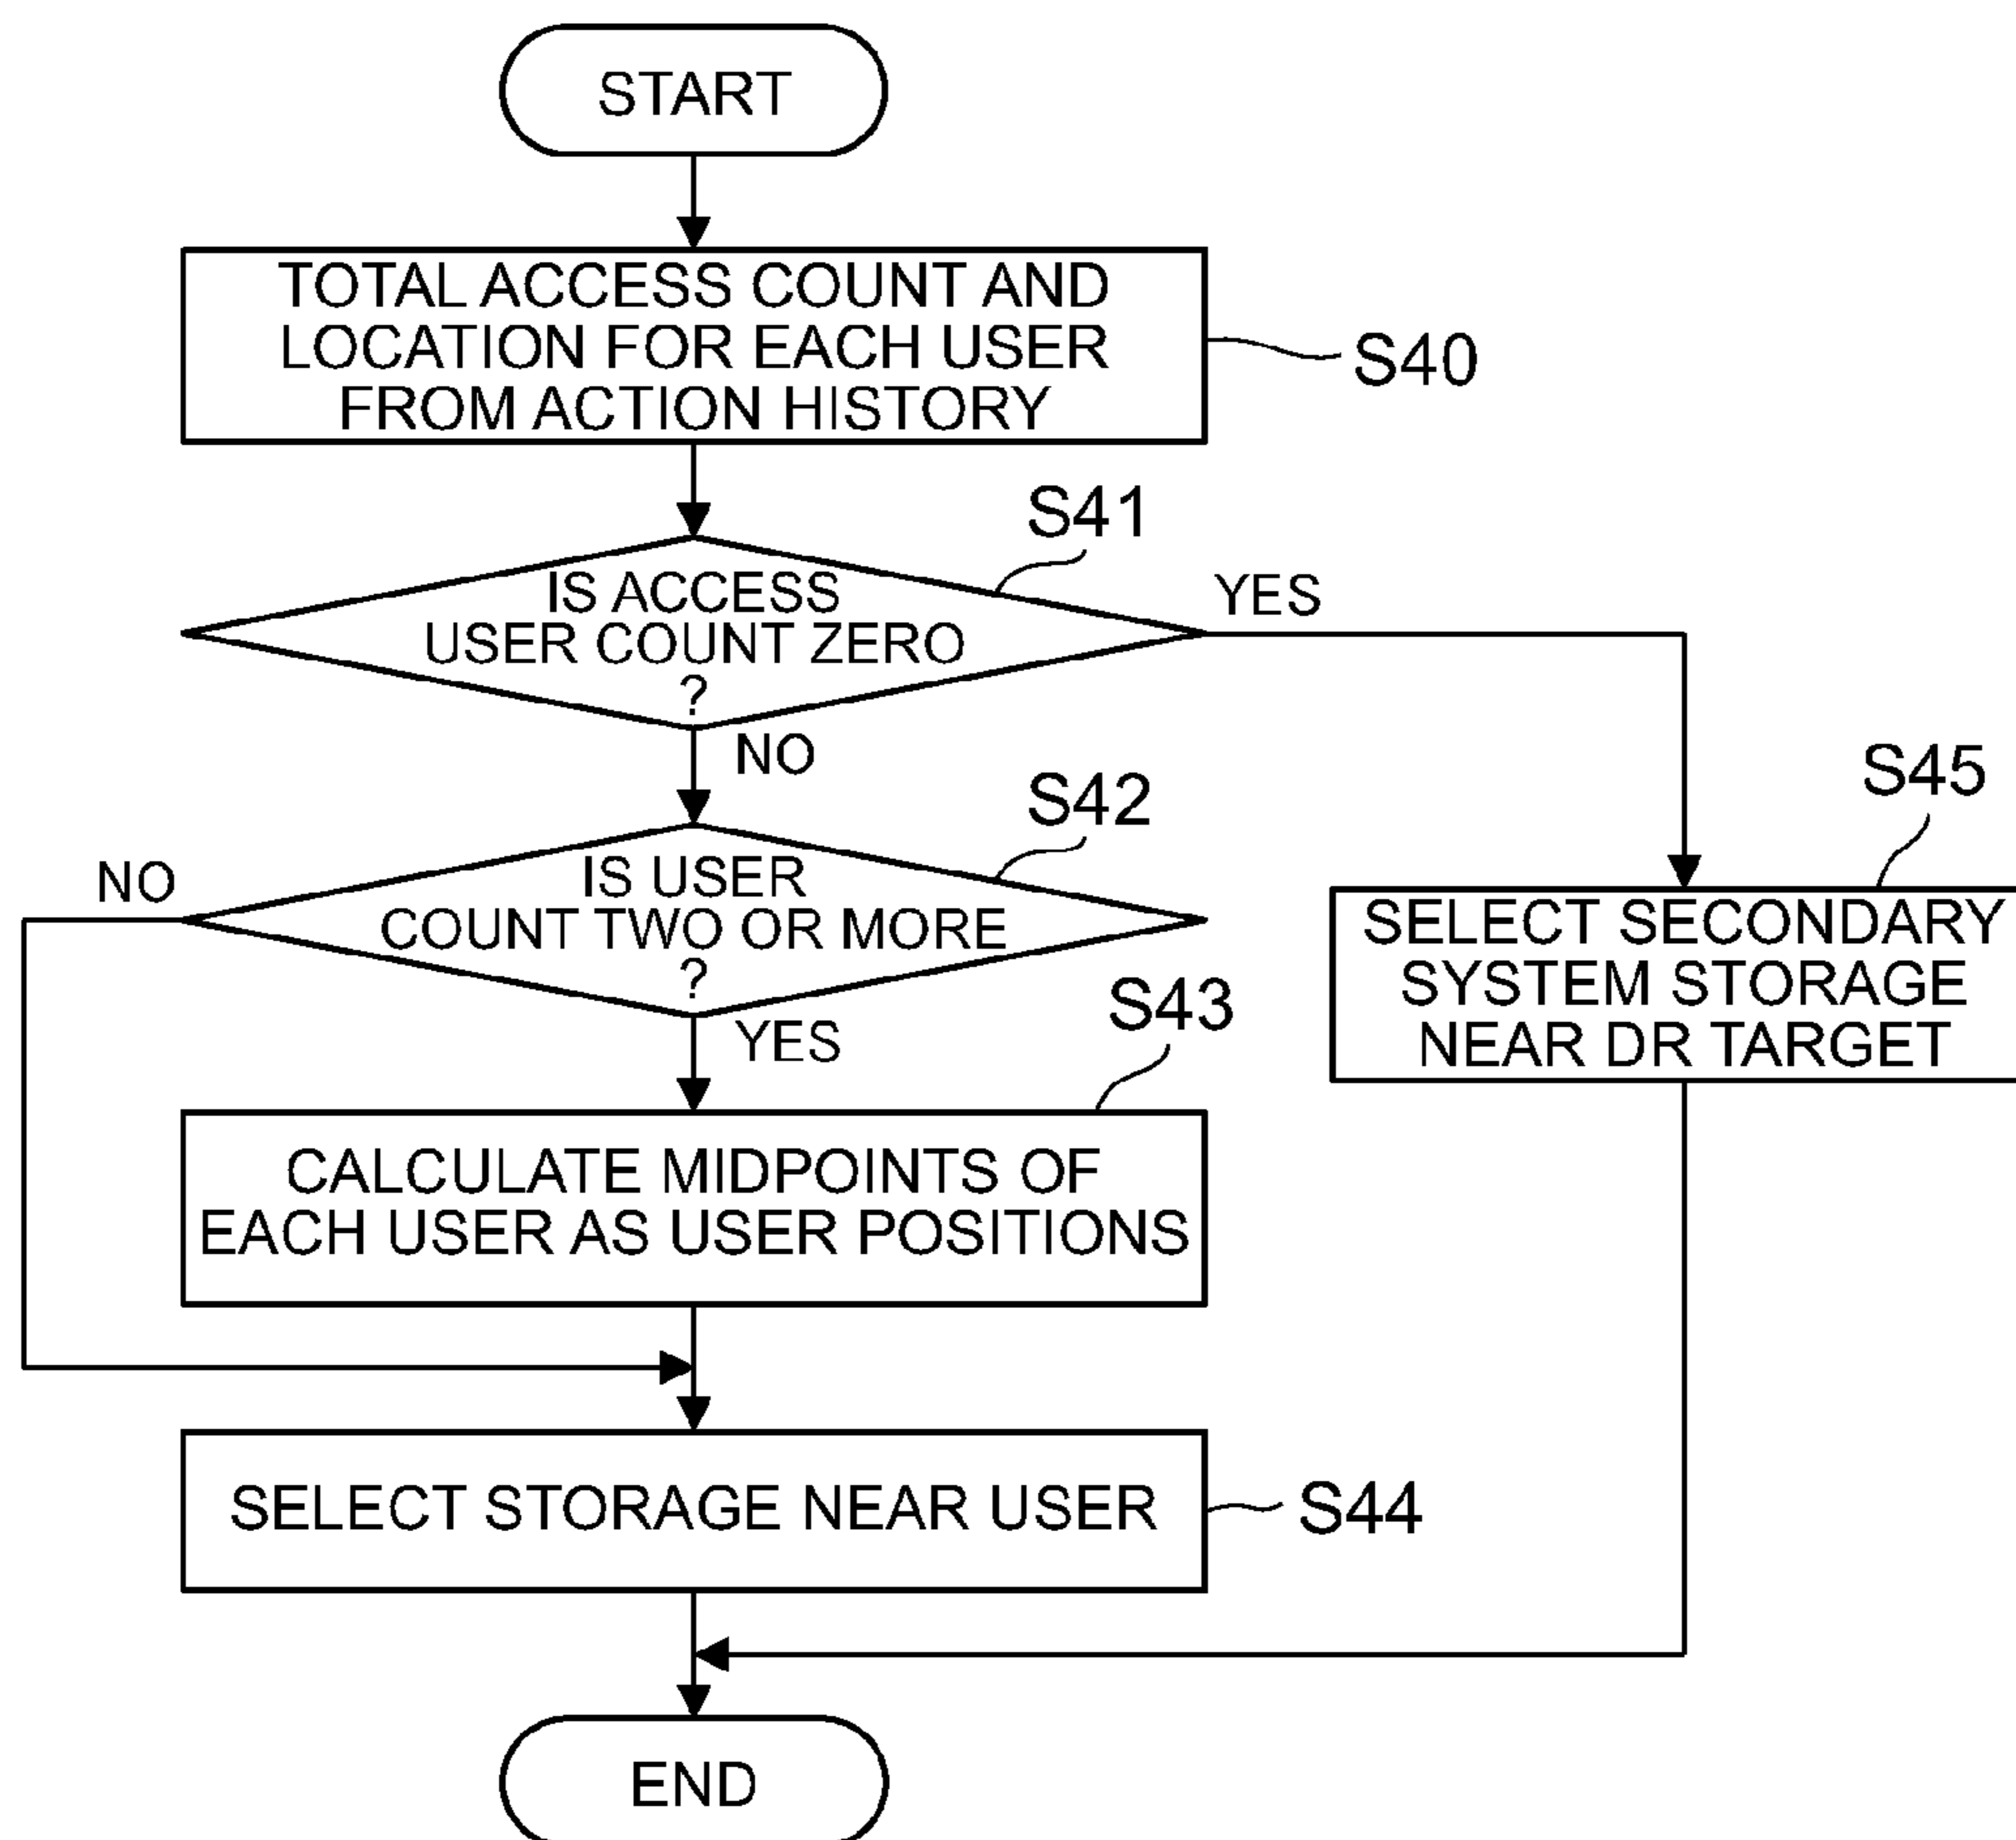 START
TOTAL ACCESS COUNT AND
LOCATION FOR EACH USER
FROM ACTION HISTORY
S40
S41
IS ACCESS
USER COUNT ZERO
?
YES
NO
S42
IS USER
COUNT TWO OR MORE
?
NO
YES
S45
SELECT SECONDARY
SYSTEM STORAGE
NEAR DR TARGET
S43
CALCULATE MIDPOINTS OF
EACH USER AS USER POSITIONS
SELECT STORAGE NEAR USER
S44
END